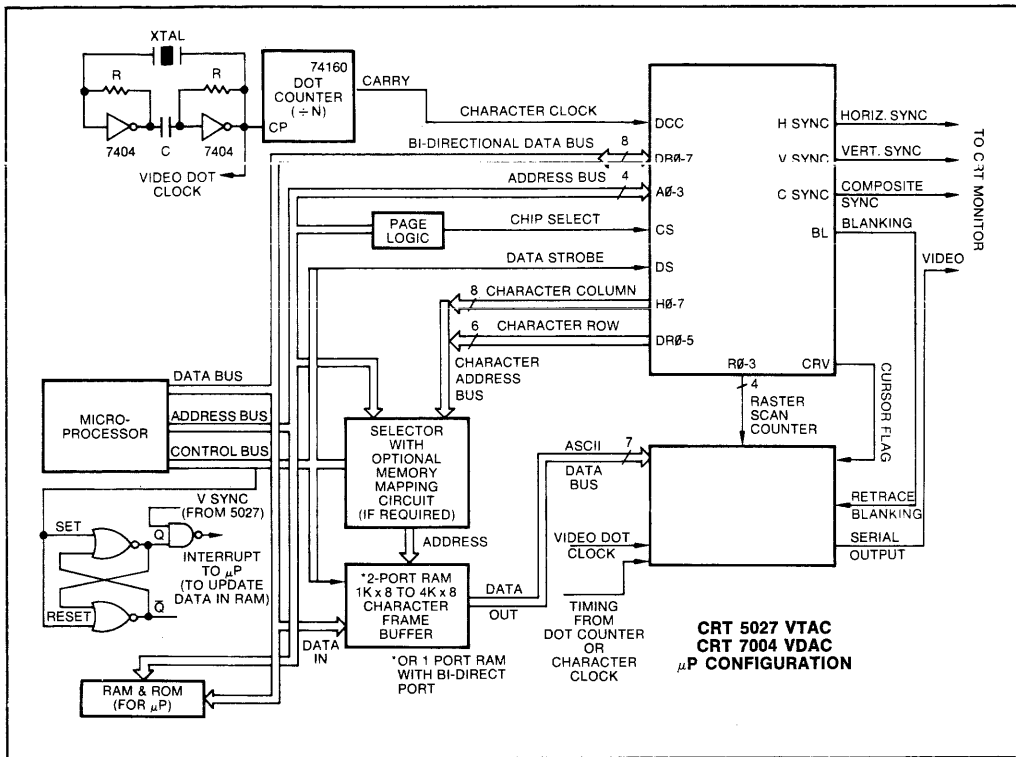 XTAL
R
R
7404
C
7404
VIDEO DOT
CLOCK
74160
DOT
COUNTER
(÷N)
CP
CARRY
CHARACTER CLOCK
BI-DIRECTIONAL DATA BUS
8
ADDRESS BUS
4
PAGE
LOGIC
CHIP SELECT
DATA STROBE
8 CHARACTER COLUMN
6 CHARACTER ROW
CHARACTER
ADDRESS
BUS
DCC
DBØ-7
AØ-3
CS
DS
HØ-7
DRØ-5
RØ-3
CRV
H SYNC
V SYNC
C SYNC
BL
HORIZ. SYNC
VERT. SYNC
COMPOSITE
SYNC
BLANKING
VIDEO
TO CRT MONITOR
4
RASTER
SCAN
COUNTER
CURSOR FLAG
MICRO-
PROCESSOR
DATA BUS
ADDRESS BUS
CONTROL BUS
SELECTOR
WITH
OPTIONAL
MEMORY
MAPPING
CIRCUIT
(IF REQUIRED)
ADDRESS
ASCII
7
DATA
BUS
V SYNC
(FROM 5027)
SET
Q
INTERRUPT
TO μP
(TO UPDATE
DATA IN RAM)
RESET
Q̅
*2-PORT RAM
1K x 8 TO 4K x 8
CHARACTER
FRAME
BUFFER
DATA
OUT
DATA
IN
*OR 1 PORT RAM
WITH BI-DIRECT
PORT
RAM & ROM
(FOR μP)
VIDEO DOT
CLOCK
TIMING
FROM
DOT COUNTER
OR
CHARACTER
CLOCK
RETRACE
BLANKING
SERIAL
OUTPUT
CRT 5027 VTAC
CRT 7004 VDAC
μP CONFIGURATION